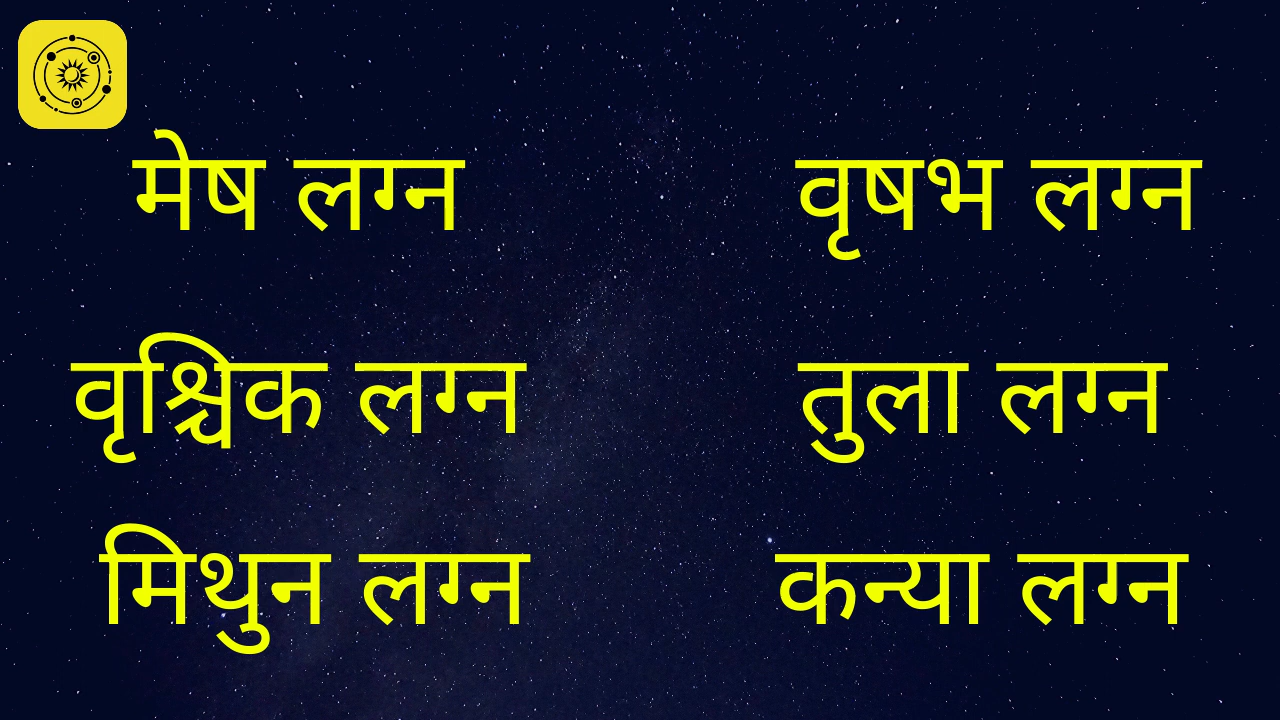 मेष लग्न वृषभ लग्न
वृश्चिक लग्न तुला लग्न
मिथुन लग्न कन्या लग्न